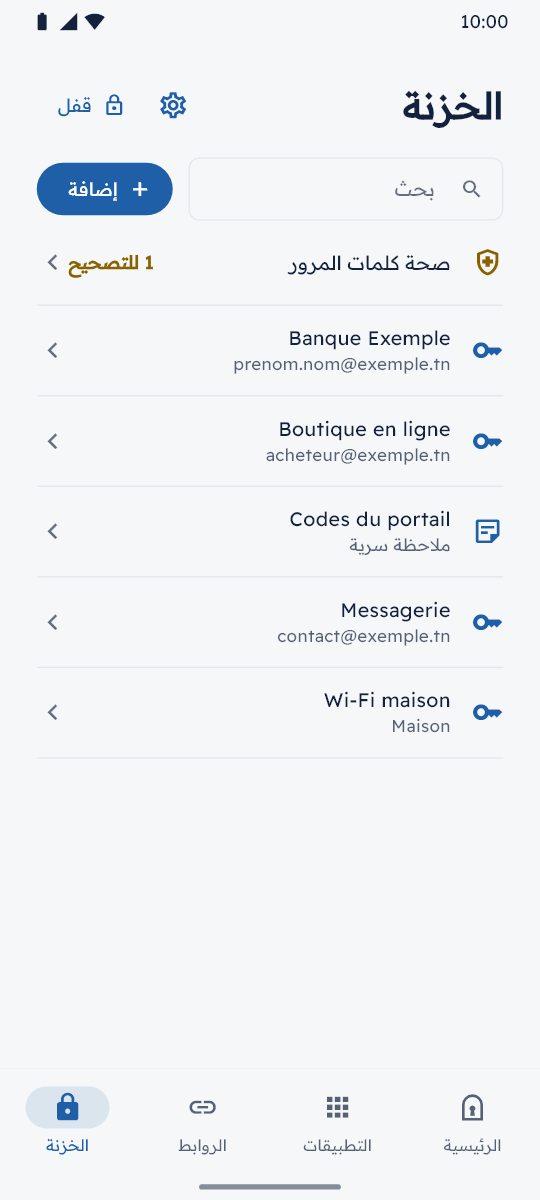 10:00
الخزنة
قفل
بحث
إضافة
صحة كلمات المرور
1 للتصحيح
Banque Exemple
prenom.nom@exemple.tn
Boutique en ligne
acheteur@exemple.tn
Codes du portail
ملاحظة سرية
Messagerie
contact@exemple.tn
Wi-Fi maison
Maison
الرئيسية
التطبيقات
الروابط
الخزنة